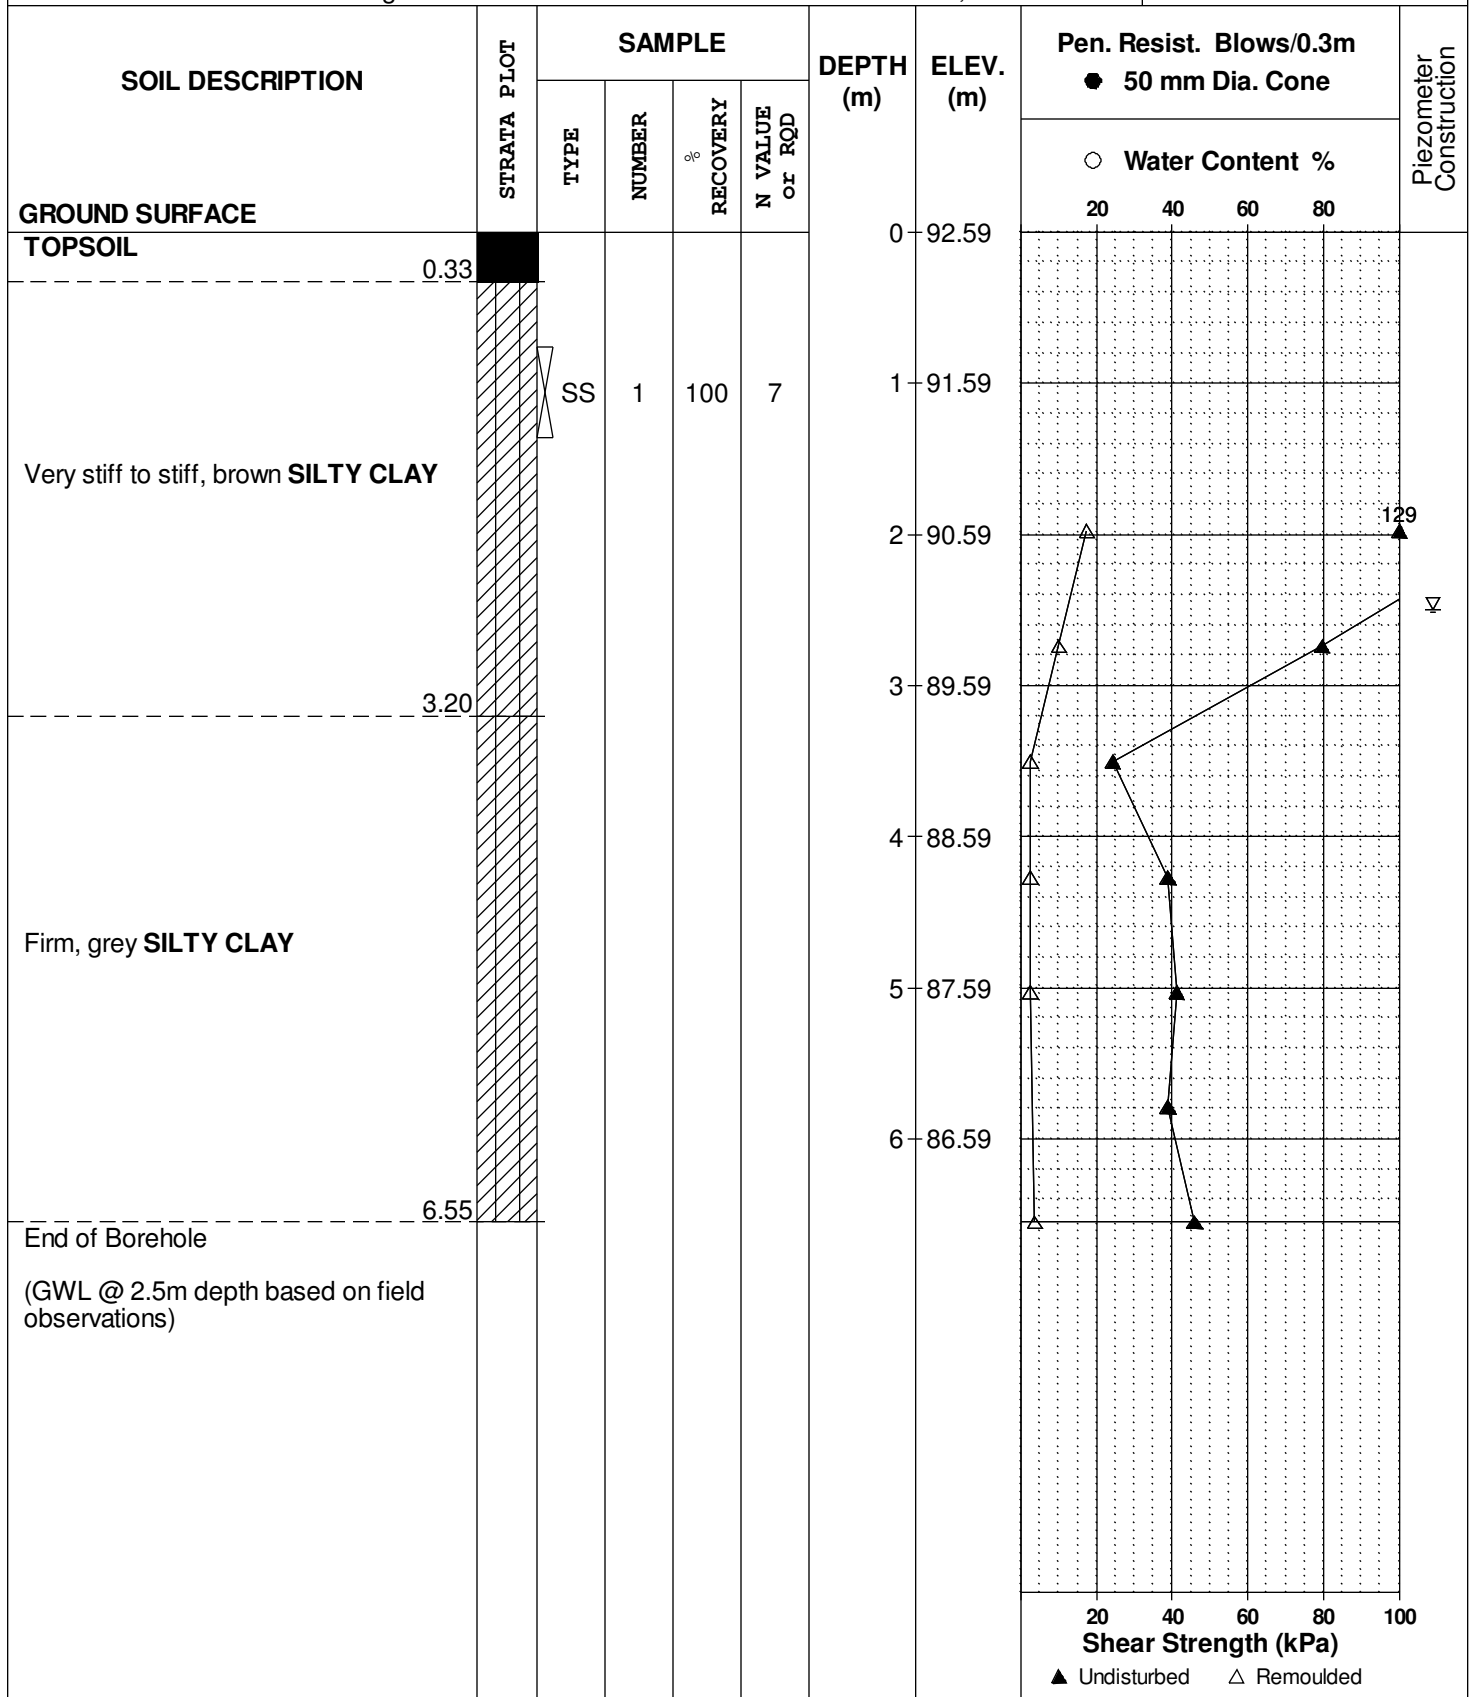 SOIL DESCRIPTION
GROUND SURFACE
STRATA PLOT
SAMPLE
TYPE
NUMBER
%
RECOVERY
N VALUE
or RQD
DEPTH
(m)
ELEV.
(m)
Pen. Resist. Blows/0.3m
● 50 mm Dia. Cone
○ Water Content %
20 40 60 80
Piezometer
Construction
0 92.59
TOPSOIL
0.33
SS 1 100 7
1 91.59
Very stiff to stiff, brown SILTY CLAY
129
2 90.59
3 89.59
3.20
4 88.59
Firm, grey SILTY CLAY
5 87.59
6 86.59
6.55
End of Borehole
(GWL @ 2.5m depth based on field
observations)
20 40 60 80 100
Shear Strength (kPa)
▲ Undisturbed △ Remoulded